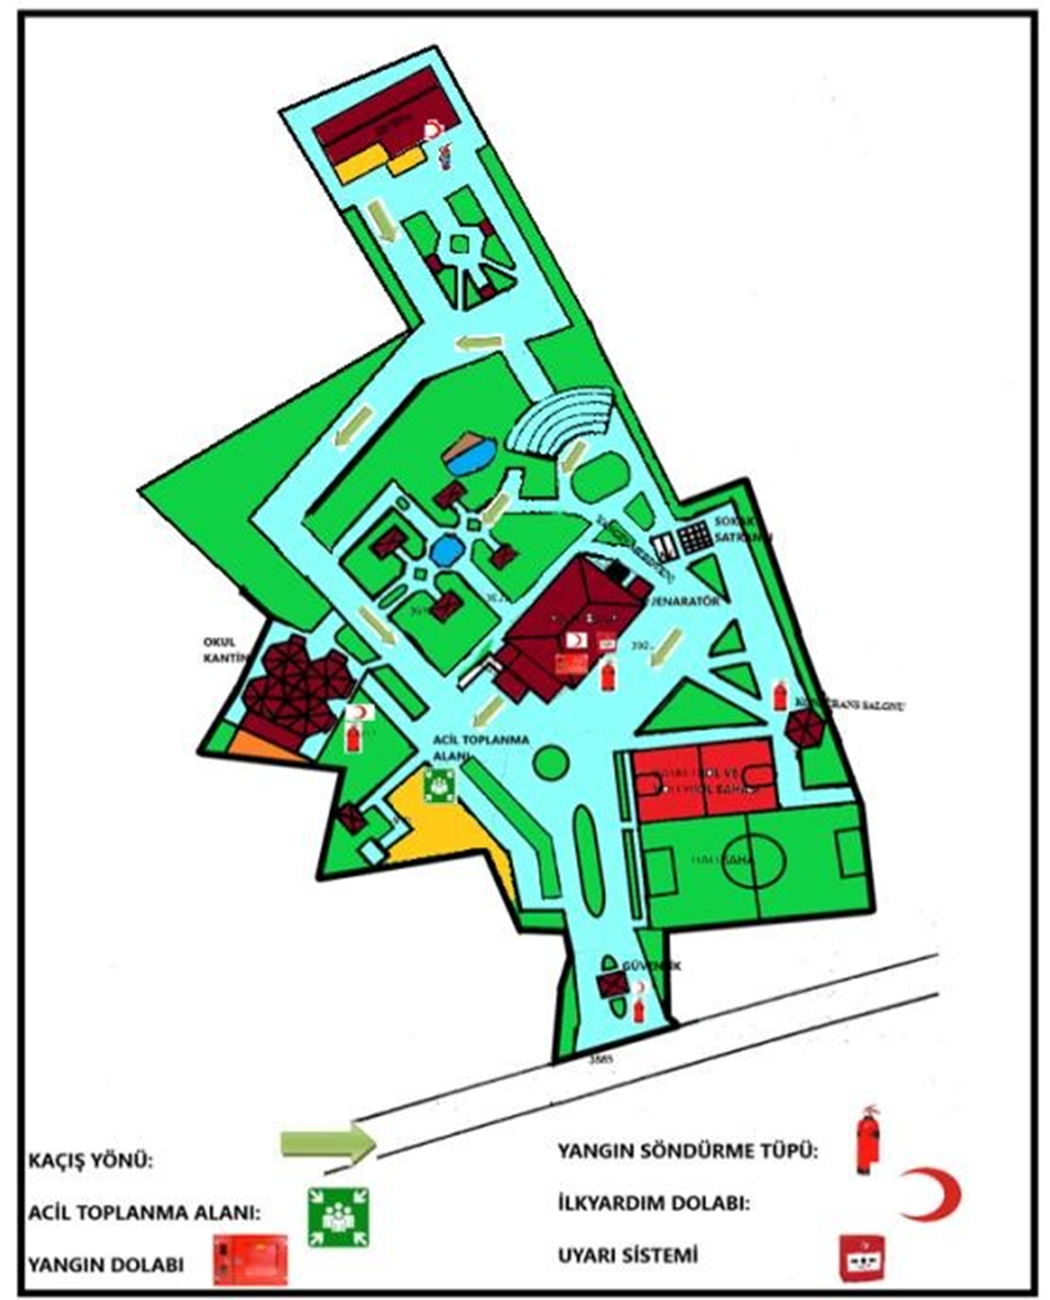 SOKAK
SATRANCI
JENARATÖR
OKUL
KANTİN
ACİL TOPLANMA
ALANI
HALI SAHA
GÜVENLİK
3885
KAÇIŞ YÖNÜ:
ACİL TOPLANMA ALANI:
YANGIN DOLABI
YANGIN SÖNDÜRME TÜPÜ:
İLKYARDIM DOLABI:
UYARI SİSTEMİ